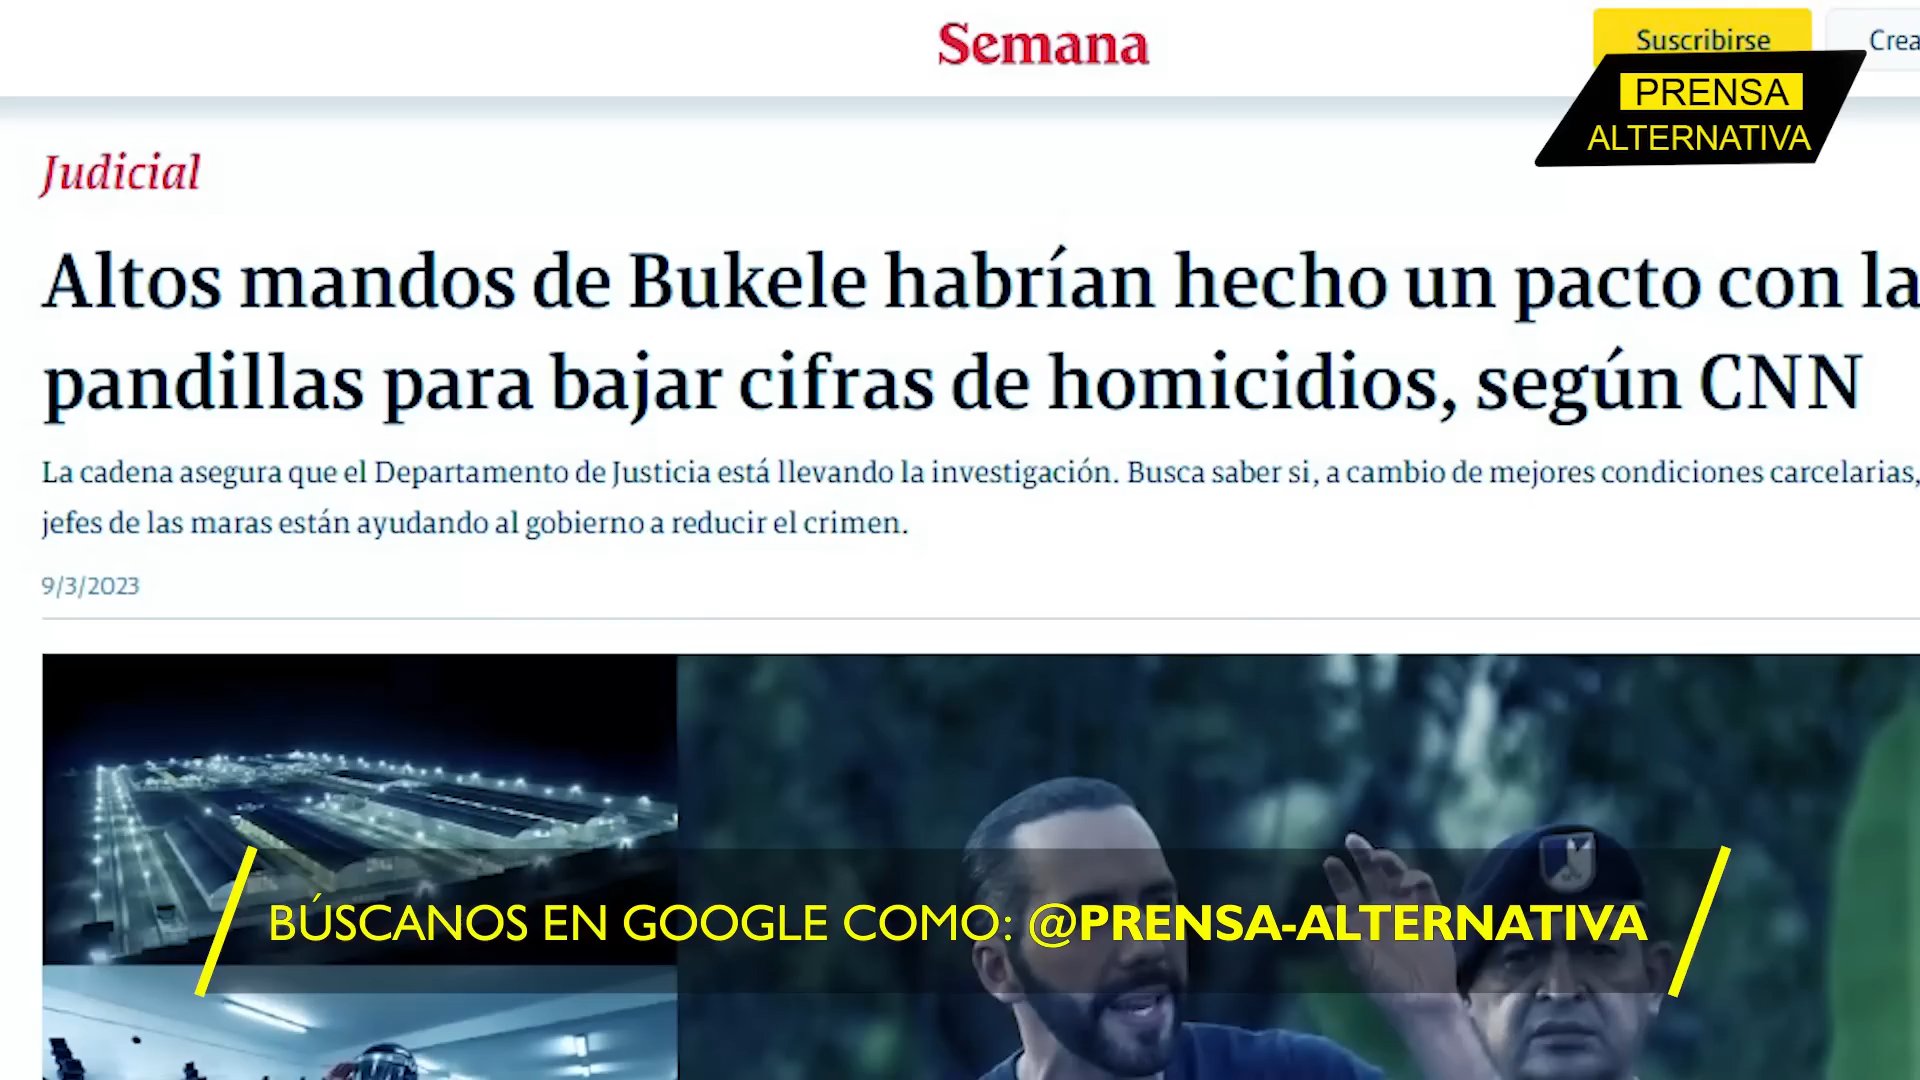 Semana
Suscribirse
Crea
PRENSA
ALTERNATIVA
Judicial
Altos mandos de Bukele habrían hecho un pacto con la
pandillas para bajar cifras de homicidios, según CNN
La cadena asegura que el Departamento de Justicia está llevando la investigación. Busca saber si, a cambio de mejores condiciones carcelarias,
jefes de las maras están ayudando al gobierno a reducir el crimen.
9/3/2023
BÚSCANOS EN GOOGLE COMO: @PRENSA-ALTERNATIVA